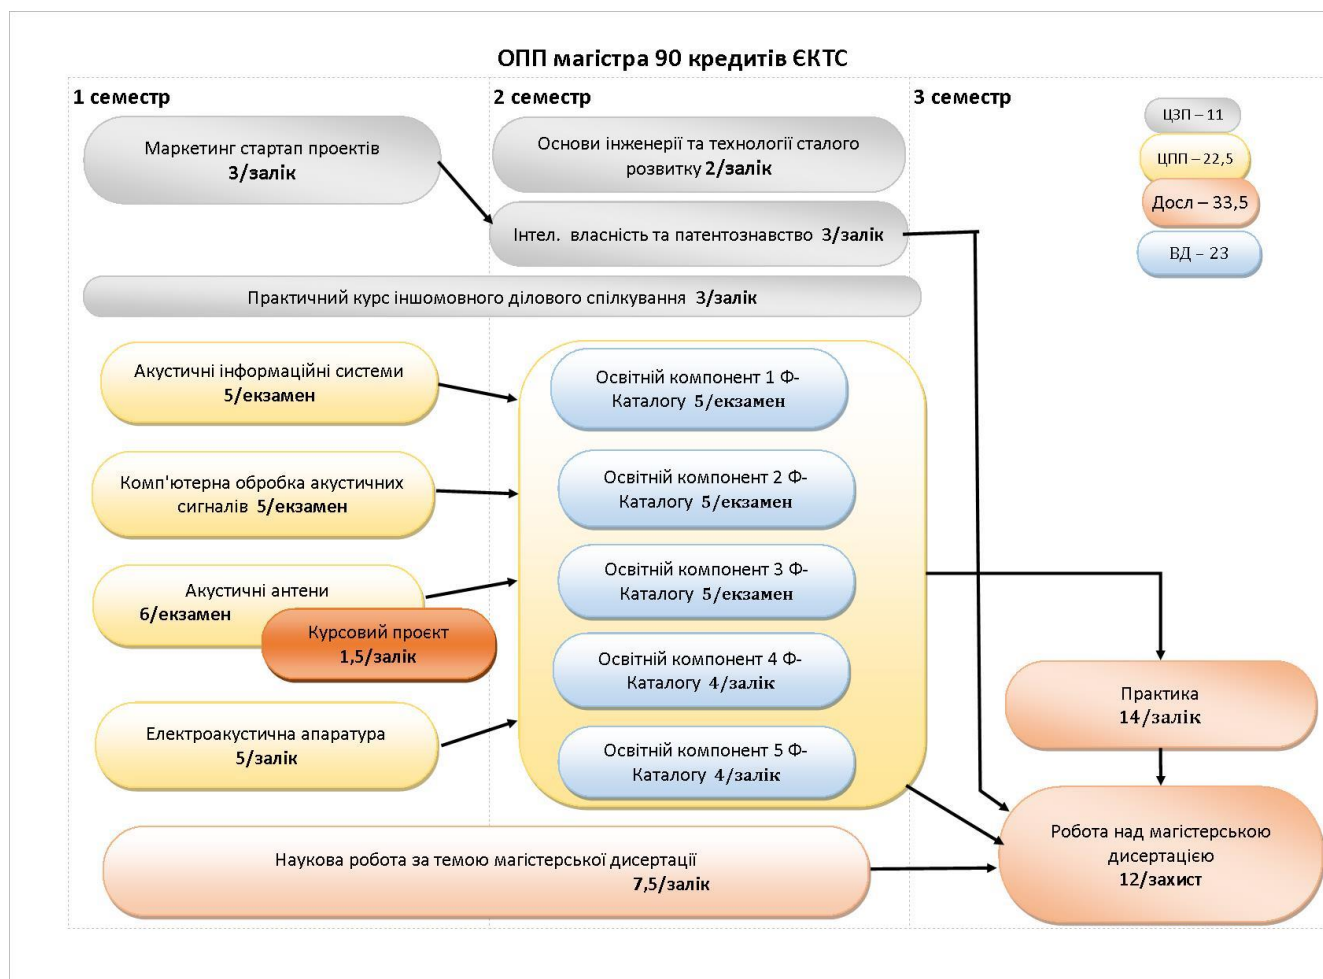 ОПП магістра 90 кредитів ЄКТС
1 семестр
2 семестр
3 семестр
Маркетинг стартап проектів
3/залік
Основи інженерії та технології сталого
розвитку 2/залік
Інтел. власність та патентознавство 3/залік
Практичний курс іншомовного ділового спілкування 3/залік
ЦЗП – 11
ЦПП – 22,5
Досл – 33,5
ВД – 23
Акустичні інформаційні системи
5/екзамен
Комп'ютерна обробка акустичних
сигналів 5/екзамен
Акустичні антени
6/екзамен
Курсовий проєкт
1,5/залік
Електроакустична апаратура
5/залік
Освітній компонент 1 Ф-
Каталогу 5/екзамен
Освітній компонент 2 Ф-
Каталогу 5/екзамен
Освітній компонент 3 Ф-
Каталогу 5/екзамен
Освітній компонент 4 Ф-
Каталогу 4/залік
Освітній компонент 5 Ф-
Каталогу 4/залік
Практика
14/залік
Наукова робота за темою магістерської дисертації
7,5/залік
Робота над магістерською
дисертацією
12/захист